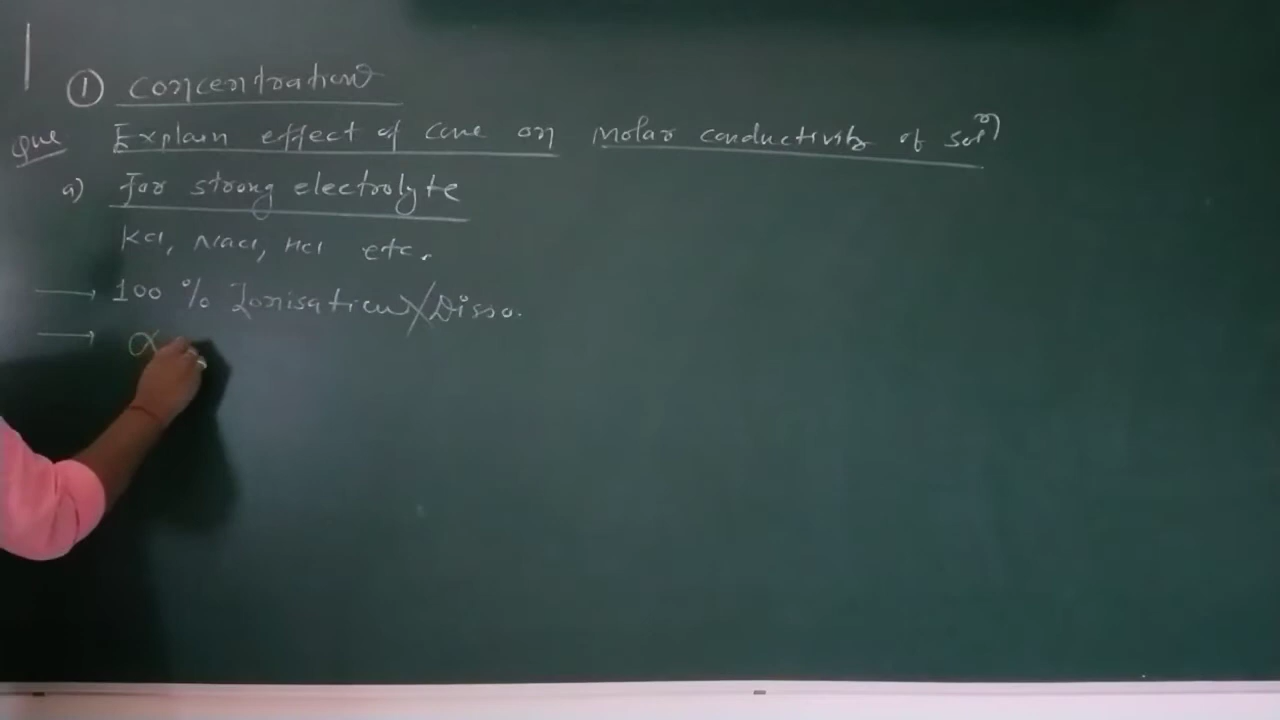 ① Concentration
Que Explain effect of conc on Molar conductivity of solⁿ
a) for strong electrolyte
KCl, NaCl, HCl etc.
→ 100 % Ionisation/Disso.
→ α